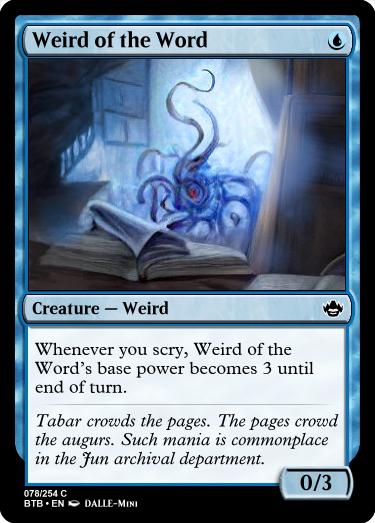 Weird of the Word
Creature — Weird
Whenever you scry, Weird of the
Word's base power becomes 3 until
end of turn.
Tabar crowds the pages. The pages crowd
the augurs. Such mania is commonplace
in the Jun archival department.
0/3
078/254 C
BTB • EN DALLE-Mini